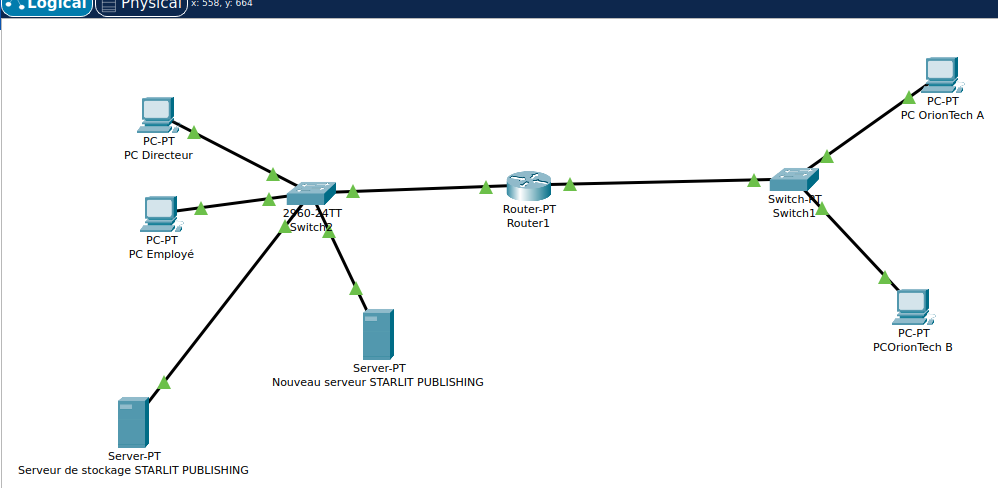 Logical Physical x: 558, y: 664
PC-PT
PC OrionTech A
PC-PT
PC Directeur
2960-24TT
Switch2
Router-PT
Router1
Switch-PT
Switch1
PC-PT
PC Employé
PC-PT
PCOrionTech B
Server-PT
Nouveau serveur STARLIT PUBLISHING
Server-PT
Serveur de stockage STARLIT PUBLISHING